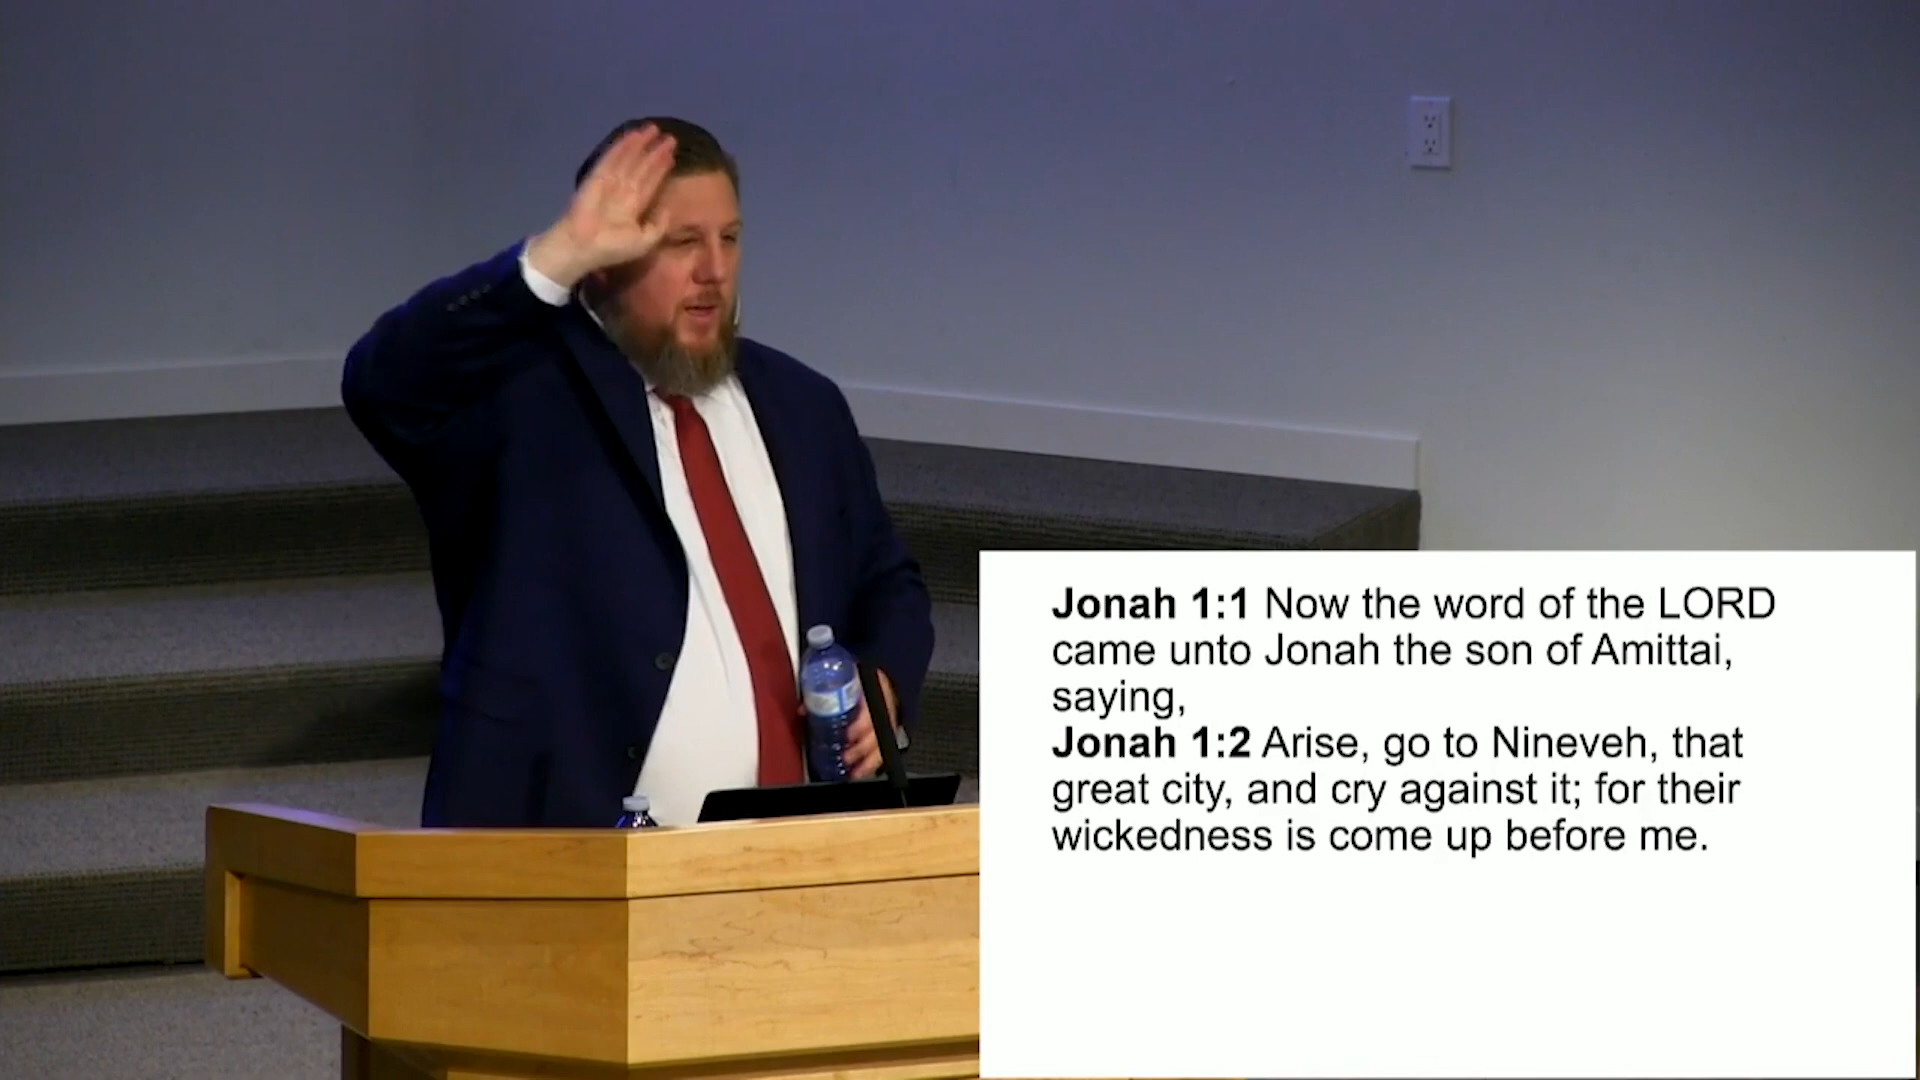 Jonah 1:1 Now the word of the LORD
came unto Jonah the son of Amittai,
saying,
Jonah 1:2 Arise, go to Nineveh, that
great city, and cry against it; for their
wickedness is come up before me.